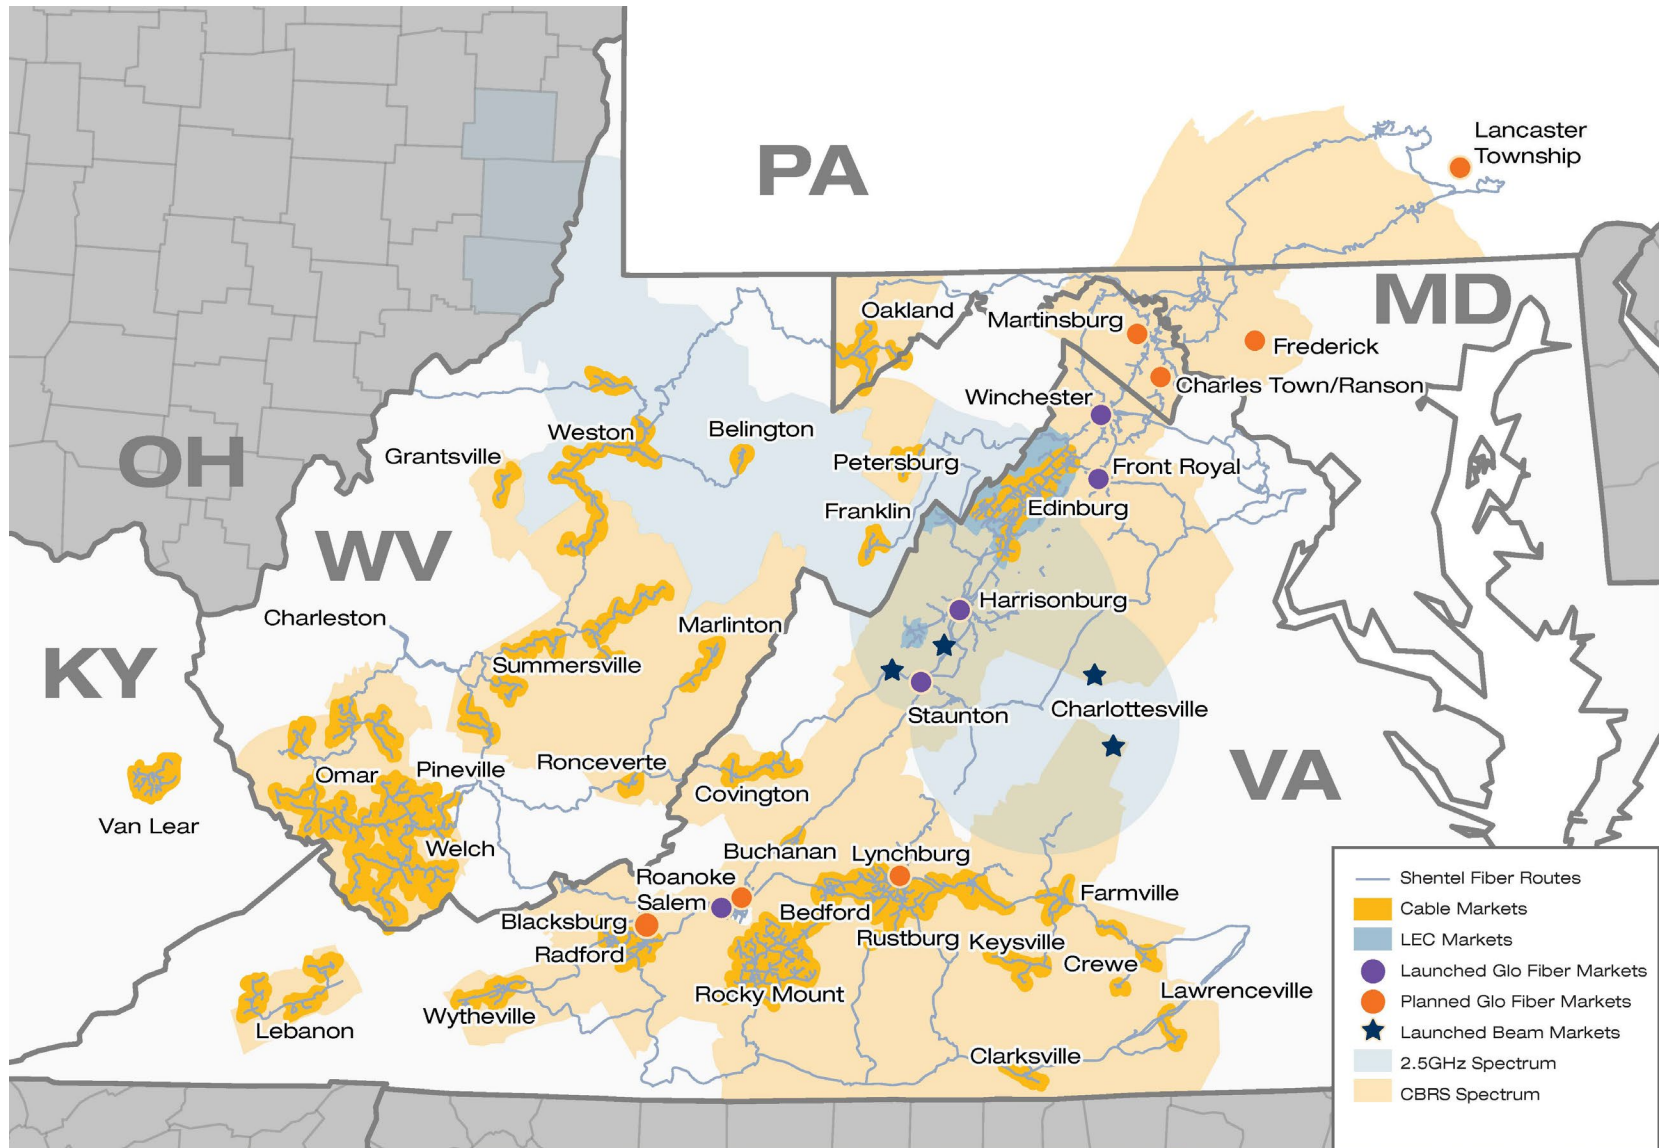 PA
Lancaster
Township
MD
Oakland
Martinsburg
Frederick
Charles Town/Ranson
Winchester
OH
Weston
Belington
Grantsville
Petersburg
Front Royal
Edinburg
Franklin
WV
Harrisonburg
Charleston
Marlinton
KY
Summersville
Staunton
Charlottesville
VA
Omar
Pineville
Ronceverte
Covington
Van Lear
Welch
Buchanan
Lynchburg
Roanoke
Salem
Farmville
Blacksburg
Bedford
Radford
Rustburg
Keysville
Crewe
Rocky Mount
Lawrenceville
Wytheville
Lebanon
Clarksville
Shentel Fiber Routes
Cable Markets
LEC Markets
Launched Glo Fiber Markets
Planned Glo Fiber Markets
Launched Beam Markets
2.5GHz Spectrum
CBRS Spectrum